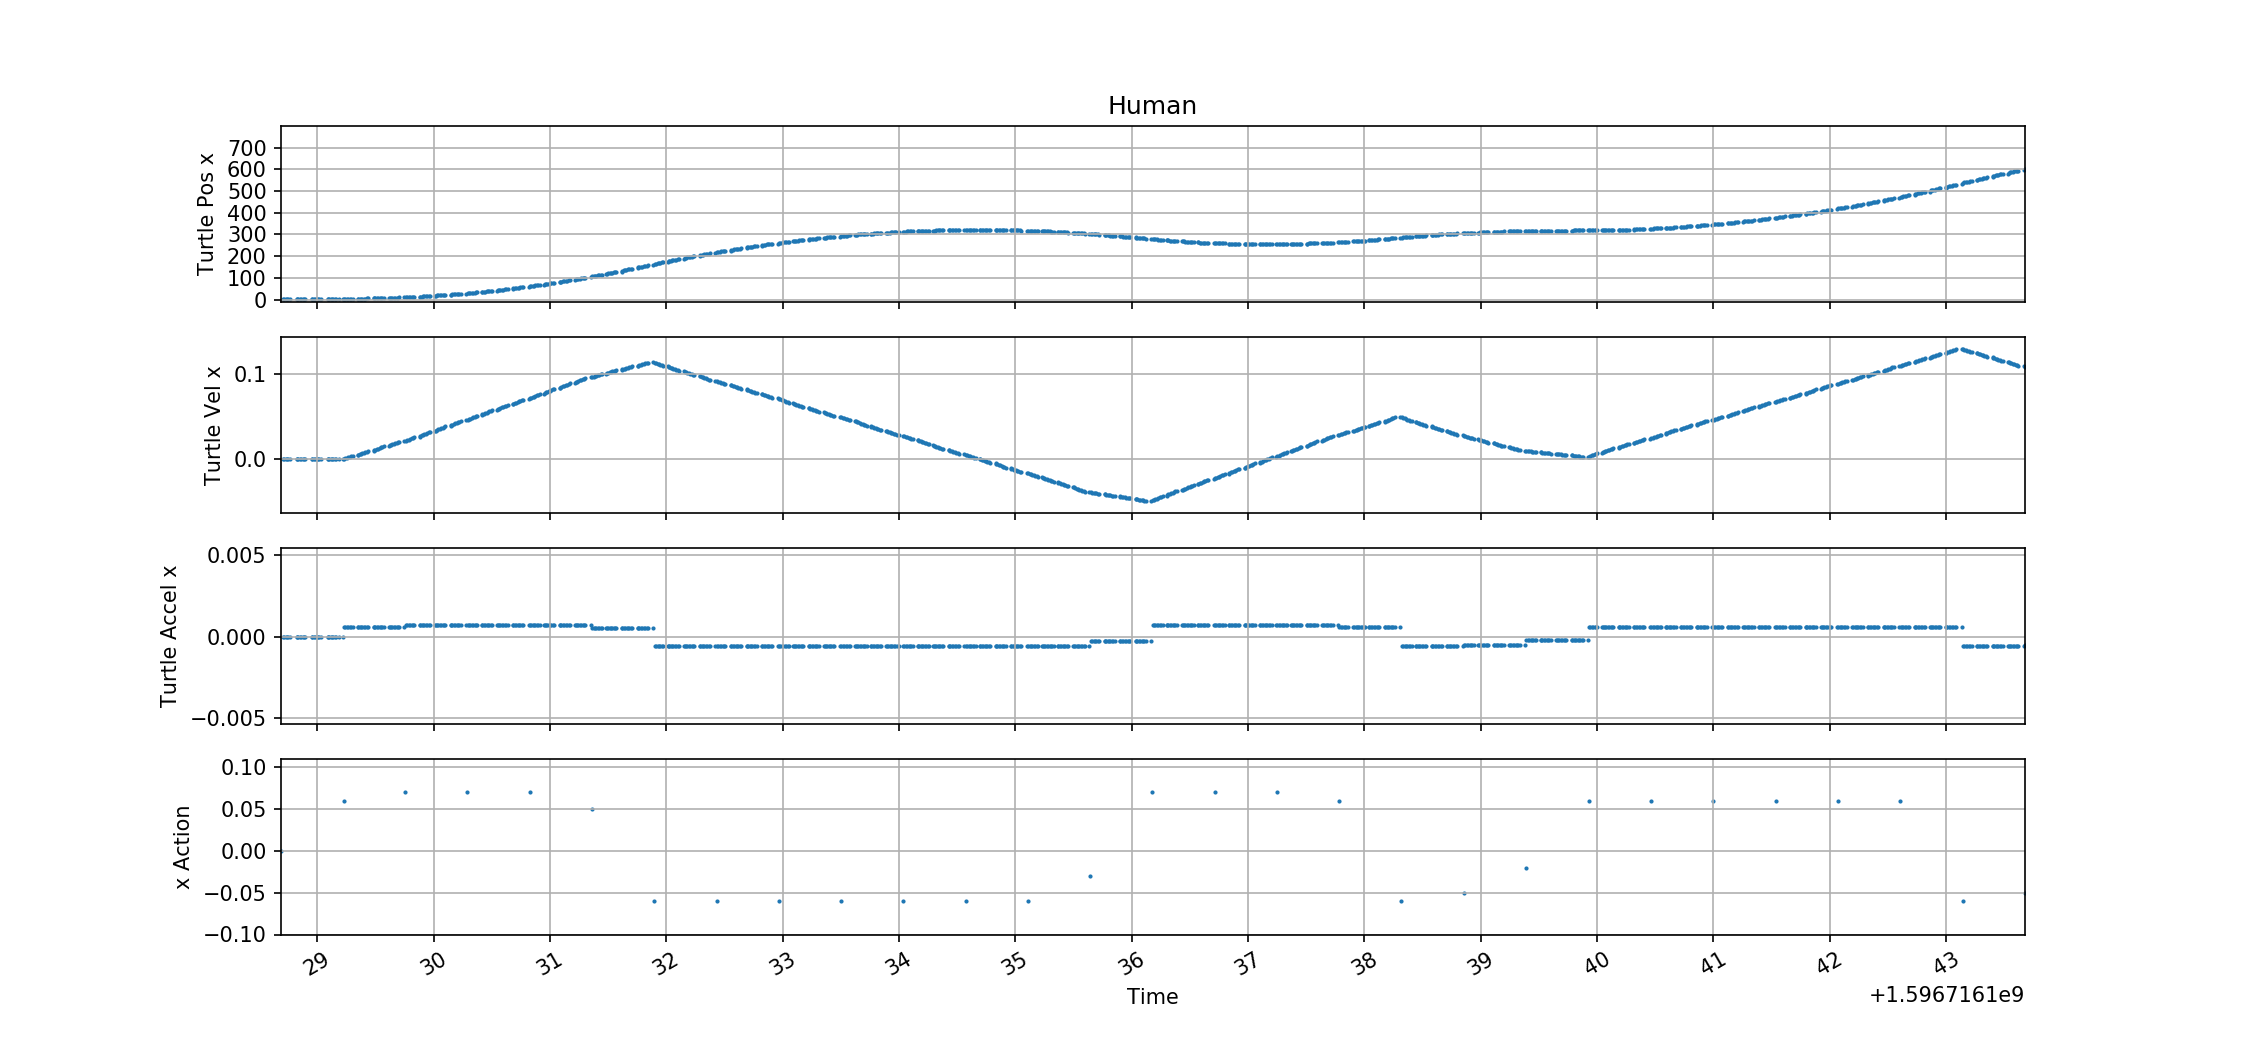 Human
Turtle Pos x
700
600
500
400
300
200
100
0
Turtle Vel x
0.1
0.0
Turtle Accel x
0.005
0.000
−0.005
x Action
0.10
0.05
0.00
−0.05
−0.10
29 30 31 32 33 34 35 36 37 38 39 40 41 42 43
Time
+1.5967161e9